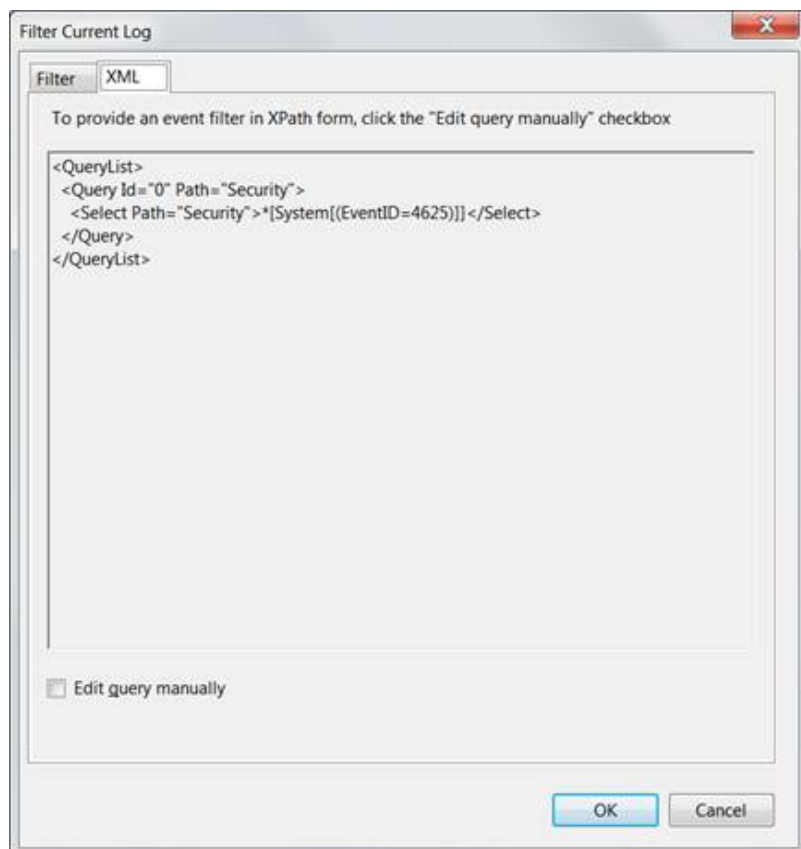 Filter Current Log
Filter XML
To provide an event filter in XPath form, click the "Edit query manually" checkbox
<QueryList>
<Query Id="0" Path="Security">
<Select Path="Security">*[System[(EventID=4625)]]</Select>
</Query>
</QueryList>
Edit query manually
OK Cancel